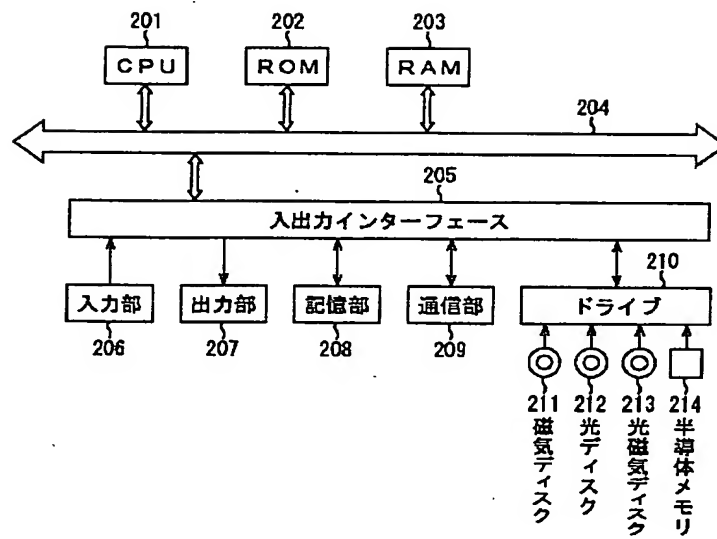 201
202
203
CPU
ROM
RAM
204
205
入出力インターフェース
210
入力部
出力部
記憶部
通信部
ドライブ
206
207
208
209
211
212
213
214
磁気ディスク
光ディスク
光磁気ディスク
半導体メモリ